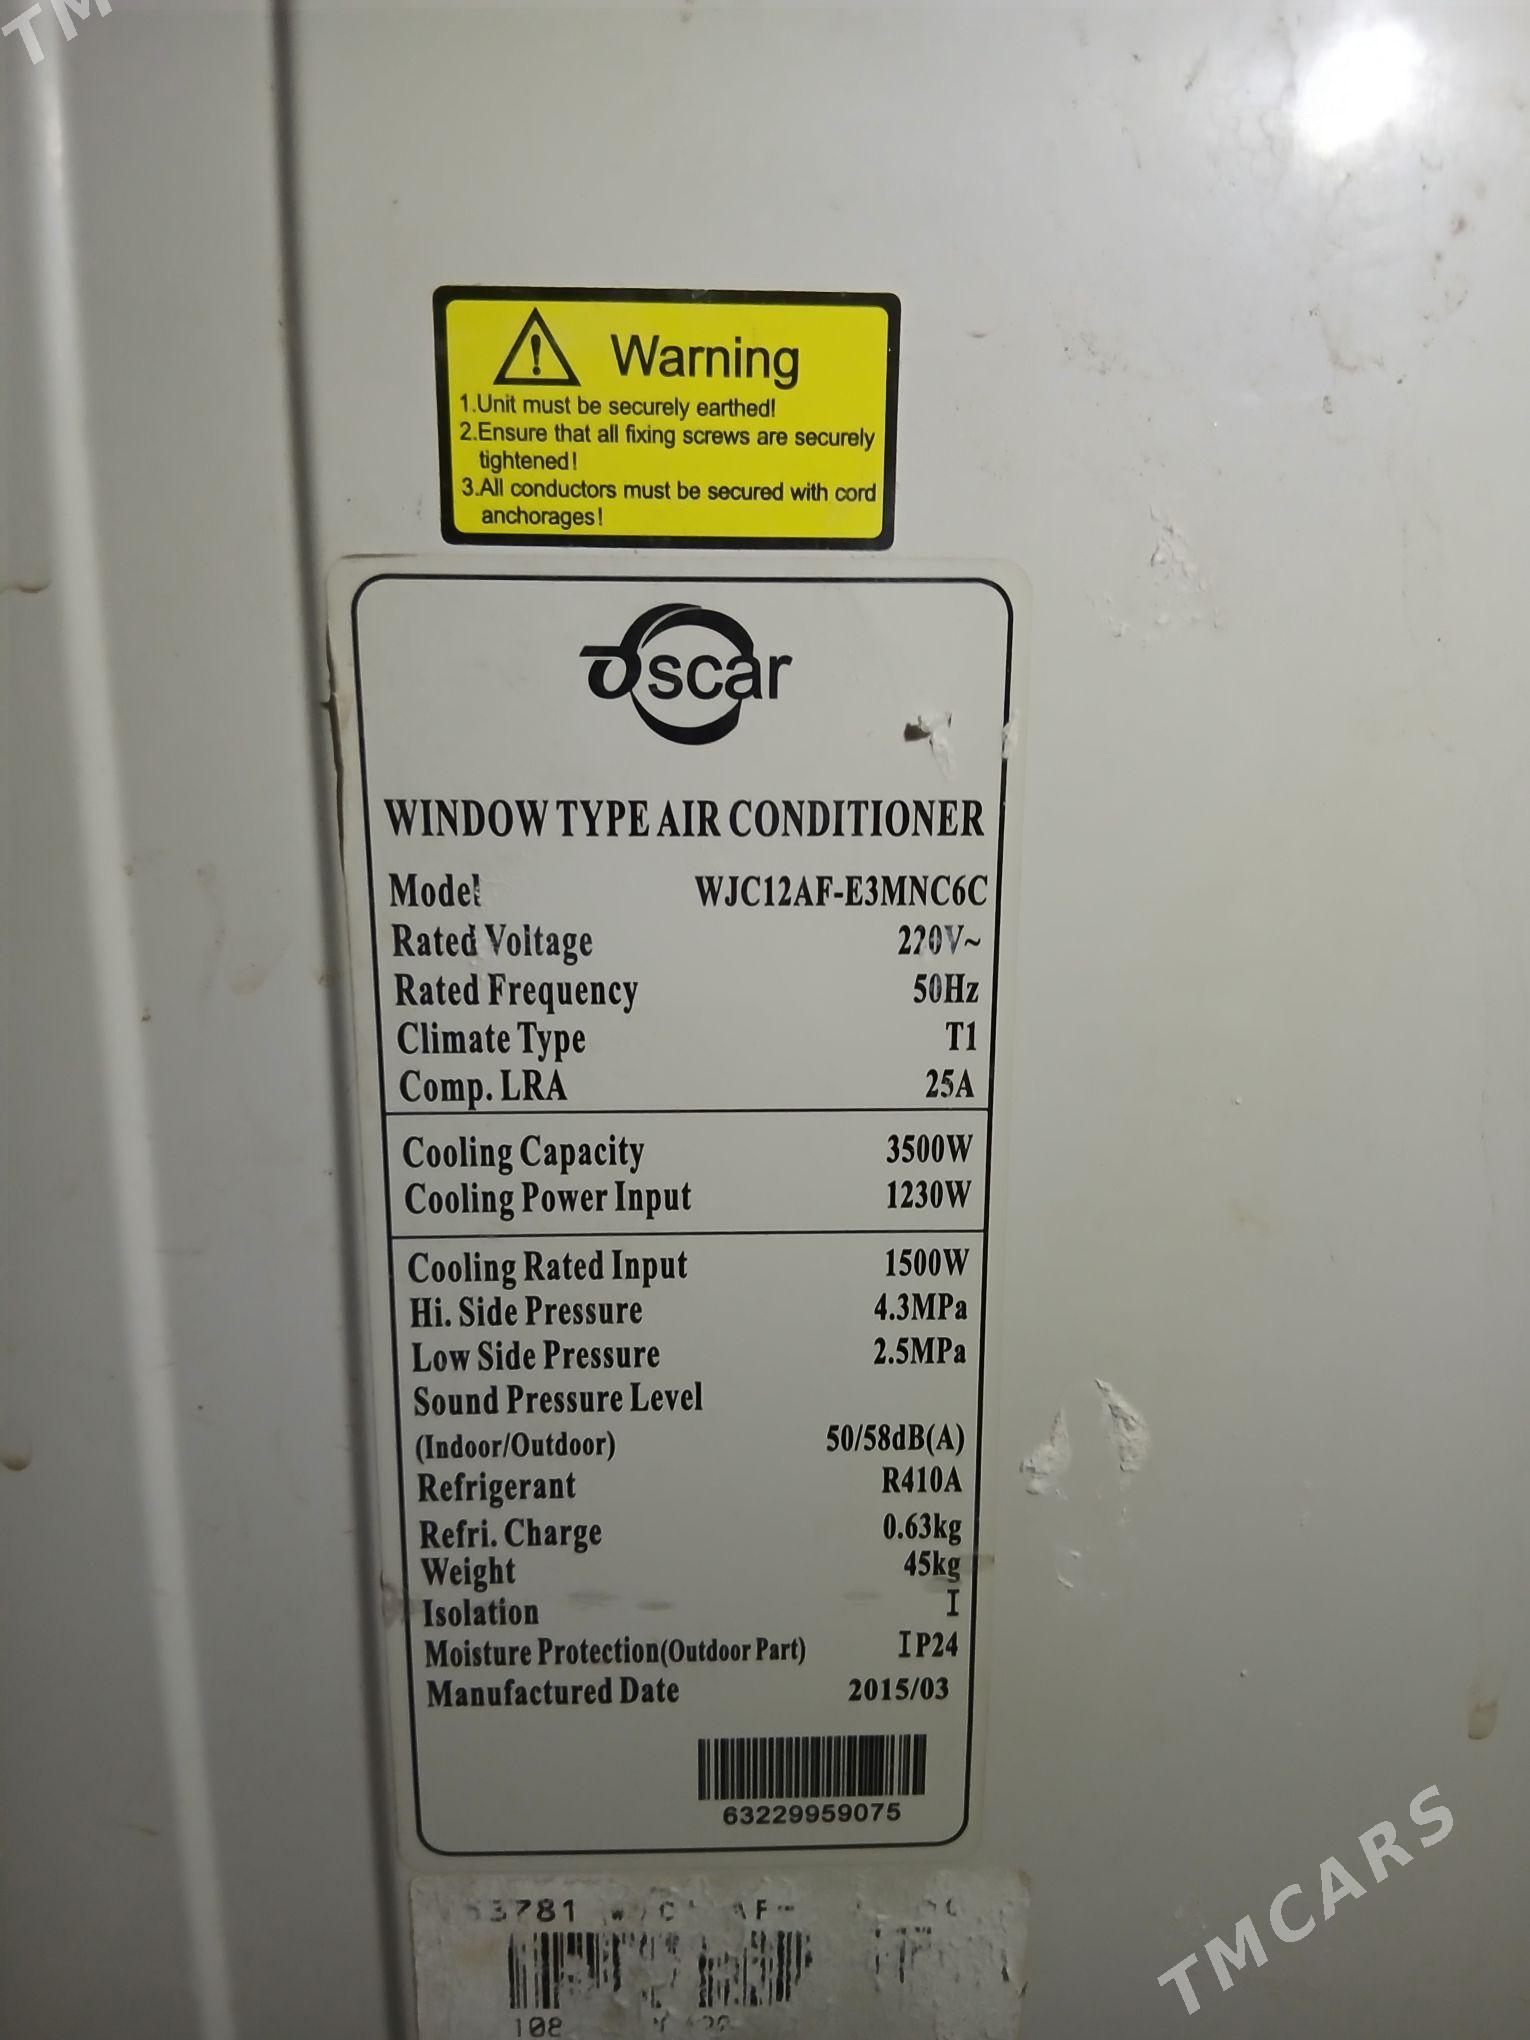 TM
Warning
1.Unit must be securely earthed!
2.Ensure that all fixing screws are securely
tightened!
3.All conductors must be secured with cord
anchorages!
Oscar
WINDOW TYPE AIR CONDITIONER
Model WJC12AF-E3MNC6C
Rated Voltage 220V~
Rated Frequency 50Hz
Climate Type T1
Comp. LRA 25A
Cooling Capacity 3500W
Cooling Power Input 1230W
Cooling Rated Input 1500W
Hi. Side Pressure 4.3MPa
Low Side Pressure 2.5MPa
Sound Pressure Level
(Indoor/Outdoor) 50/58dB(A)
Refrigerant R410A
Refri. Charge 0.63kg
Weight 45kg
Isolation I
Moisture Protection(Outdoor Part) IP24
Manufactured Date 2015/03
63229959075
108
TMCARS